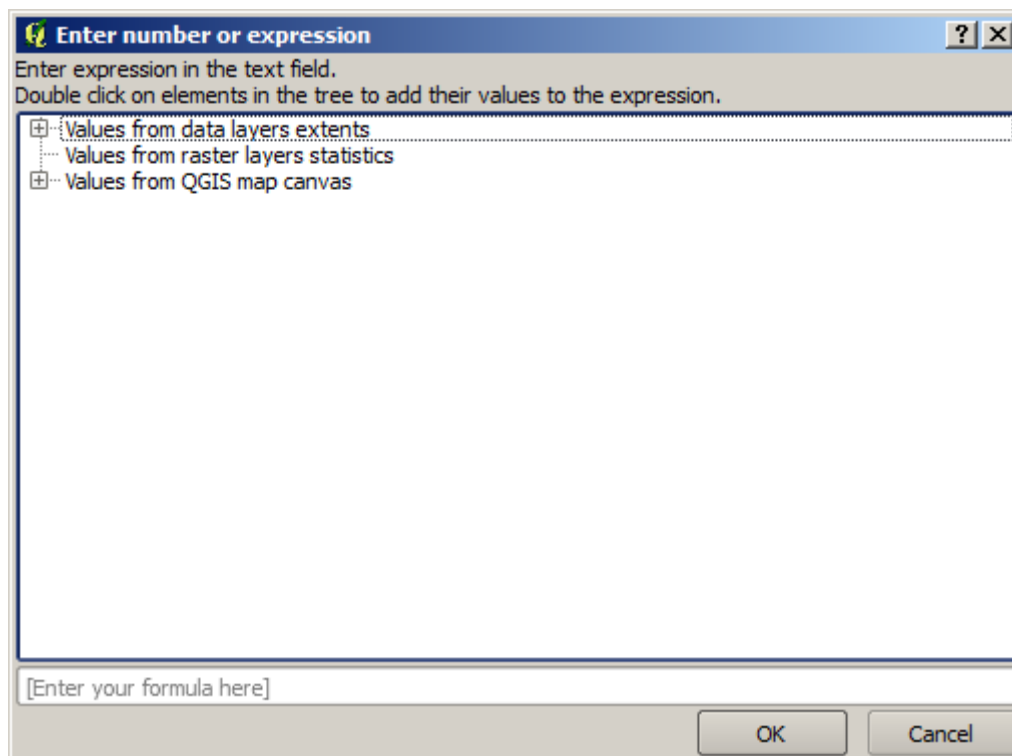 Enter number or expression
Enter expression in the text field.
Double click on elements in the tree to add their values to the expression.
Values from data layers extents
Values from raster layers statistics
Values from QGIS map canvas
[Enter your formula here]
OK Cancel